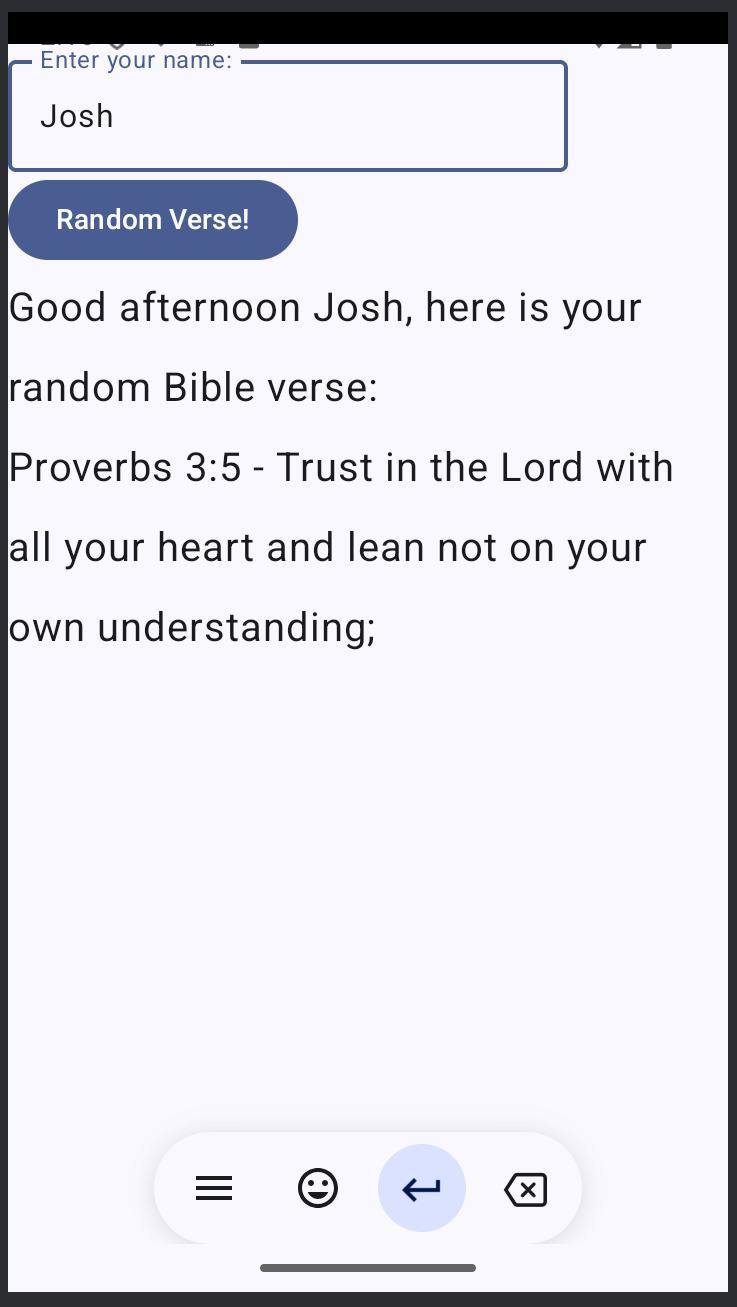 Enter your name:
Josh
Random Verse!
Good afternoon Josh, here is your
random Bible verse:
Proverbs 3:5 - Trust in the Lord with
all your heart and lean not on your
own understanding;